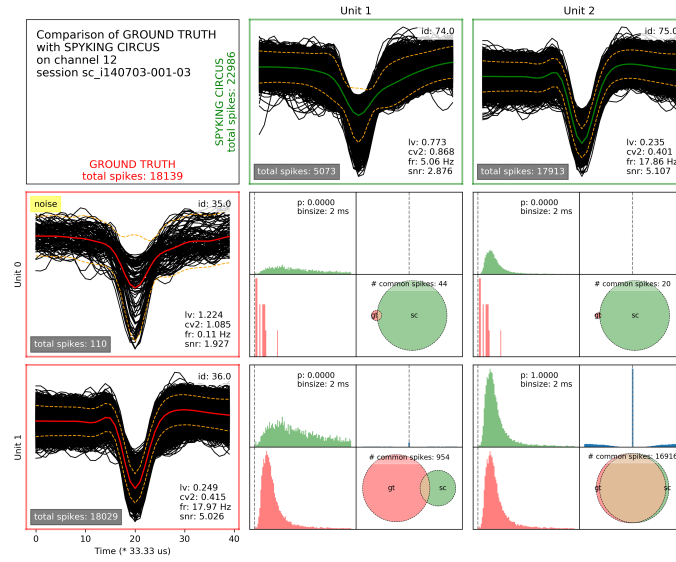 Unit 1
Unit 2
Comparison of GROUND TRUTH
with SPYKING CIRCUS
on channel 12
session sc_i140703-001-03
SPYKING CIRCUS
total spikes: 22986
GROUND TRUTH
total spikes: 18139
id: 74.0
lv: 0.773
cv2: 0.868
fr: 5.06 Hz
snr: 2.876
total spikes: 5073
id: 75.0
lv: 0.235
cv2: 0.401
fr: 17.86 Hz
snr: 5.107
total spikes: 17913
Unit 0
noise
id: 35.0
lv: 1.224
cv2: 1.085
fr: 0.11 Hz
snr: 1.927
total spikes: 110
p: 0.0000
binsize: 2 ms
# common spikes: 44
gt
sc
p: 0.0000
binsize: 2 ms
# common spikes: 20
gt
sc
Unit 1
id: 36.0
lv: 0.249
cv2: 0.415
fr: 17.97 Hz
snr: 5.026
total spikes: 18029
0 10 20 30 40
Time (* 33.33 us)
p: 0.0000
binsize: 2 ms
# common spikes: 954
gt
sc
p: 1.0000
binsize: 2 ms
# common spikes: 16916
gt
sc